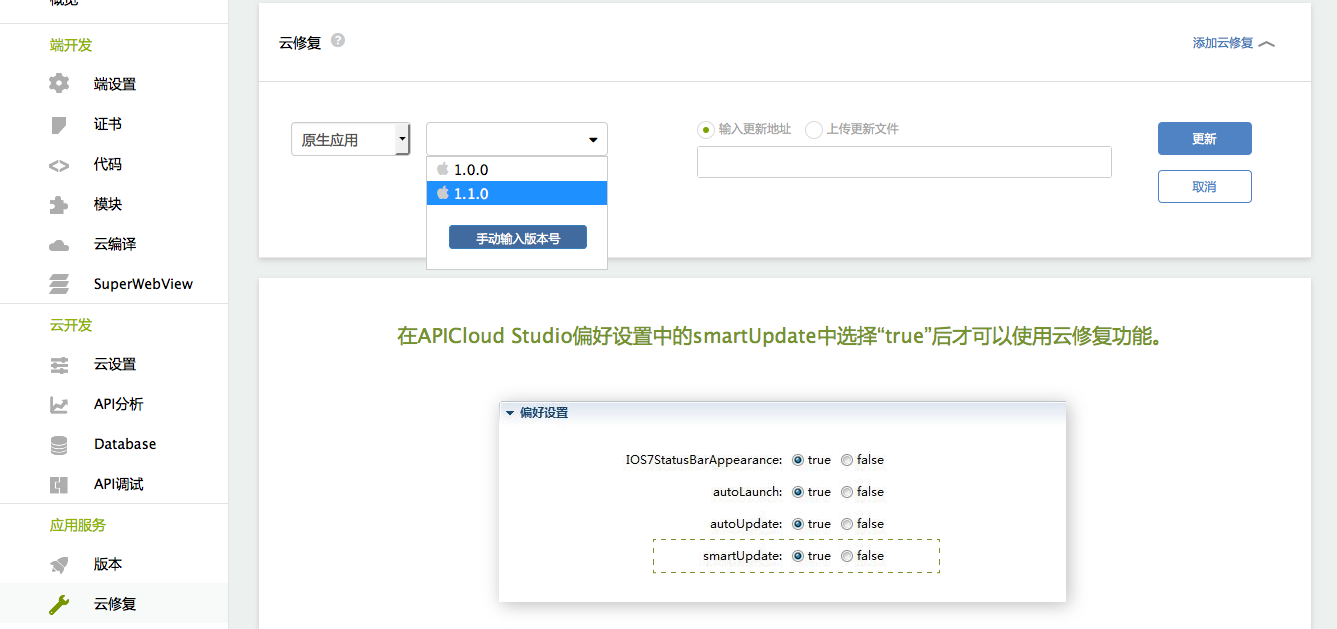 概览
端开发
端设置
证书
代码
模块
云编译
SuperWebView
云开发
云设置
API分析
Database
API调试
应用服务
版本
云修复
云修复 ?
添加云修复
原生应用
1.0.0
1.1.0
手动输入版本号
输入更新地址 上传更新文件
更新
取消
在APICloud Studio偏好设置中的smartUpdate中选择“true”后才可以使用云修复功能。
偏好设置
IOS7StatusBarAppearance: true false
autoLaunch: true false
autoUpdate: true false
smartUpdate: true false